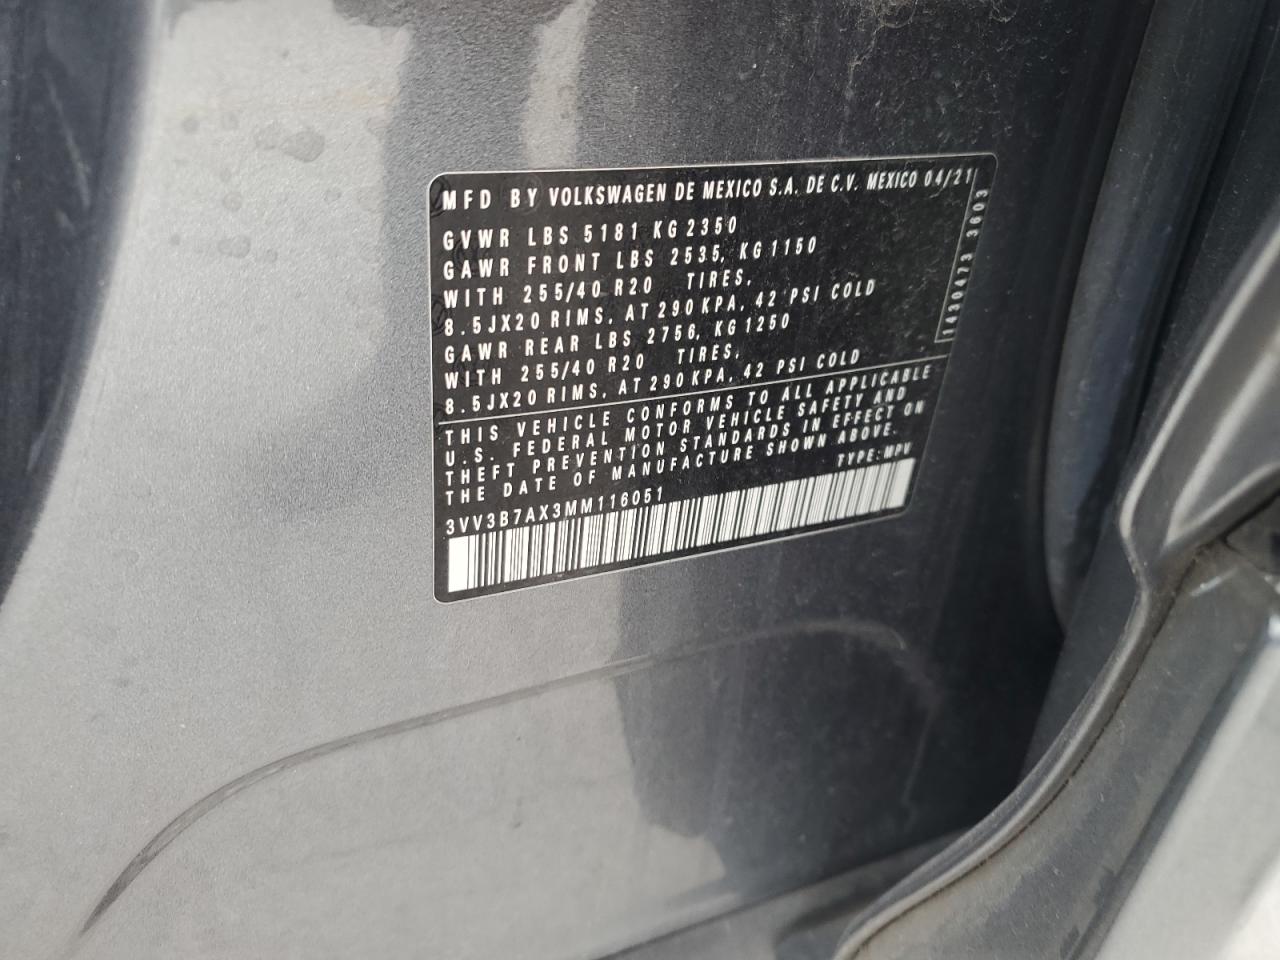 MFD BY VOLKSWAGEN DE MEXICO S.A. DE C.V. MEXICO 04/21
GVWR LBS 5181 KG 2350
GAWR FRONT LBS 2535, KG 1150
WITH 255/40 R20 TIRES,
8.5JX20 RIMS, AT 290 KPA, 42 PSI COLD
GAWR REAR LBS 2756, KG 1250
WITH 255/40 R20 TIRES,
8.5JX20 RIMS, AT 290 KPA, 42 PSI COLD
1430473 3603
THIS VEHICLE CONFORMS TO ALL APPLICABLE
U.S. FEDERAL MOTOR VEHICLE SAFETY AND
THEFT PREVENTION STANDARDS IN EFFECT ON
THE DATE OF MANUFACTURE SHOWN ABOVE.
TYPE: MPV
3VV3B7AX3MM116051